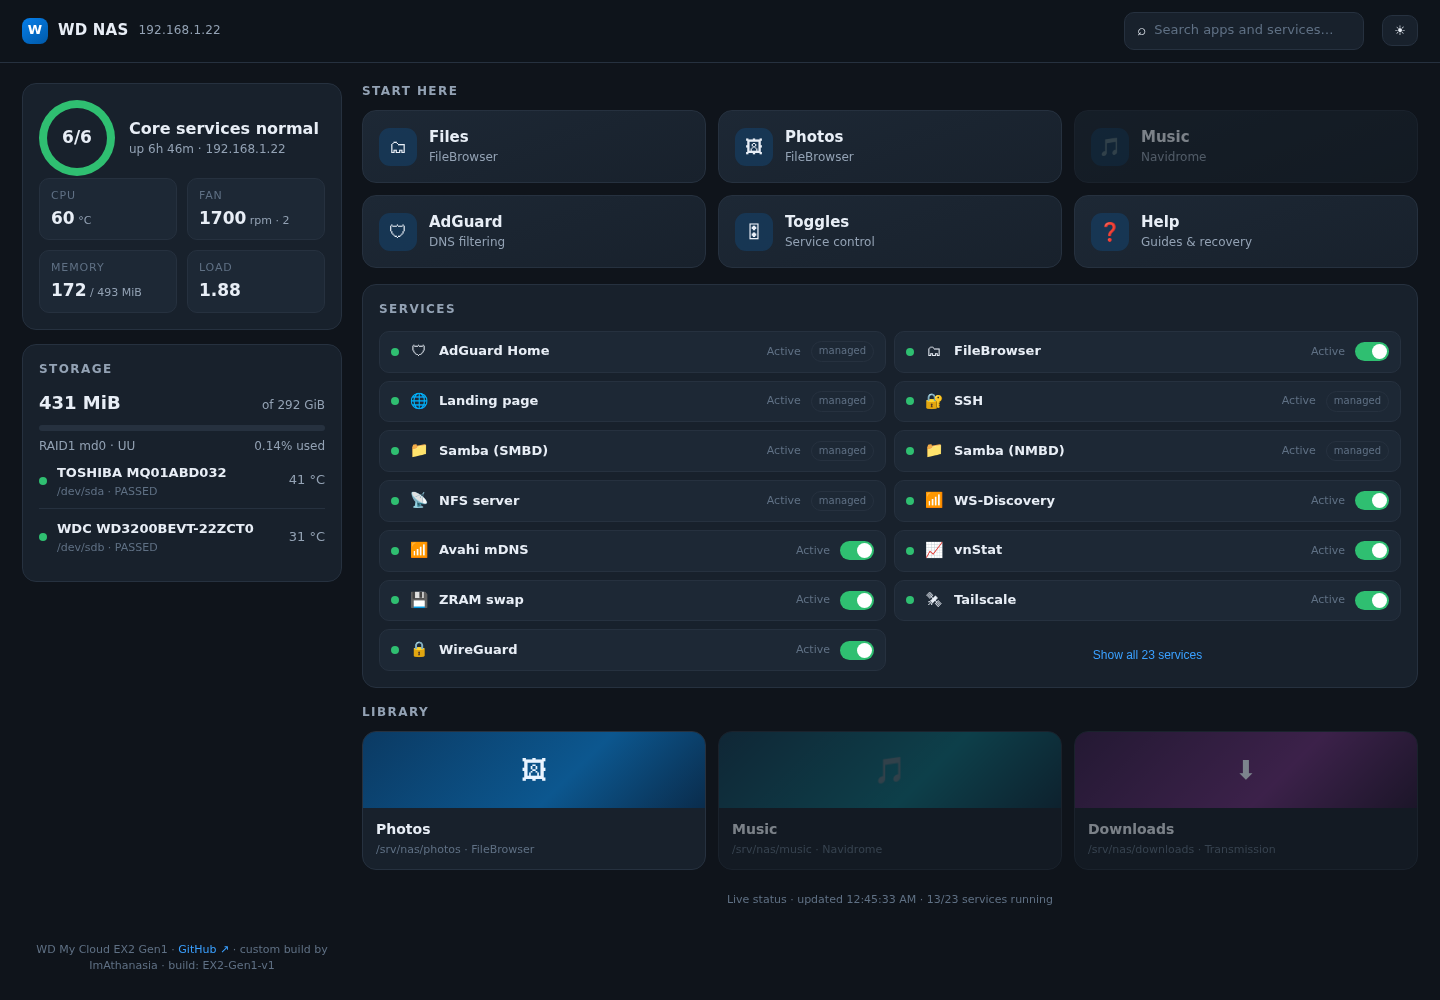 W WD NAS 192.168.1.22
Search apps and services...
6/6
Core services normal
up 6h 46m · 192.168.1.22
CPU
60 °C
FAN
1700 rpm · 2
MEMORY
172 / 493 MiB
LOAD
1.88
STORAGE
431 MiB of 292 GiB
RAID1 md0 · UU 0.14% used
TOSHIBA MQ01ABD032
/dev/sda · PASSED
41 °C
WDC WD3200BEVT-22ZCT0
/dev/sdb · PASSED
31 °C
WD My Cloud EX2 Gen1 · GitHub ↗ · custom build by
ImAthanasia · build: EX2-Gen1-v1
START HERE
Files
FileBrowser
Photos
FileBrowser
Music
Navidrome
AdGuard
DNS filtering
Toggles
Service control
Help
Guides & recovery
SERVICES
AdGuard Home Active managed
FileBrowser Active
Landing page Active managed
SSH Active managed
Samba (SMBD) Active managed
Samba (NMBD) Active managed
NFS server Active managed
WS-Discovery Active
Avahi mDNS Active
vnStat Active
ZRAM swap Active
Tailscale Active
WireGuard Active
Show all 23 services
LIBRARY
Photos
/srv/nas/photos · FileBrowser
Music
/srv/nas/music · Navidrome
Downloads
/srv/nas/downloads · Transmission
Live status · updated 12:45:33 AM · 13/23 services running